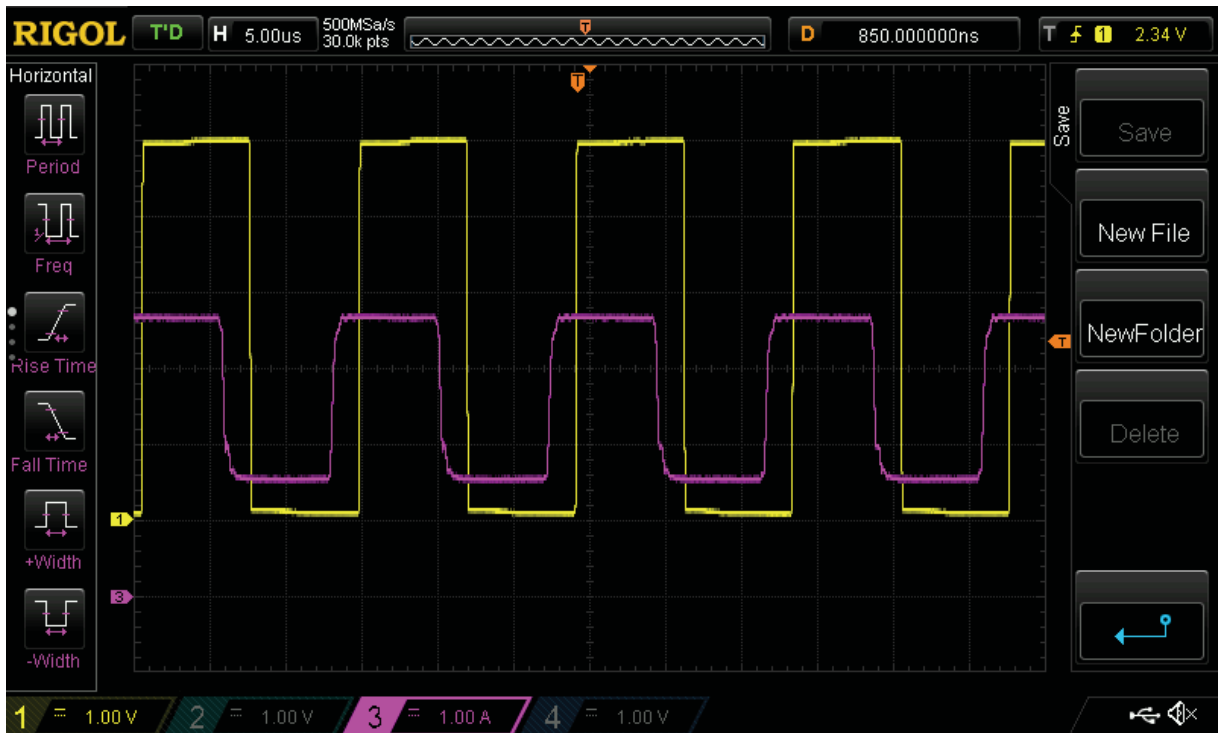 RIGOL T'D H 5.00us 500MSa/s 30.0k pts T D 850.000000ns T 1 2.34 V
Horizontal
T
Save
Save
Period
New File
Freq
NewFolder
T
Rise Time
Delete
Fall Time
1
+Width
3
-Width
1 1.00 V 2 1.00 V 3 1.00 A 4 1.00 V